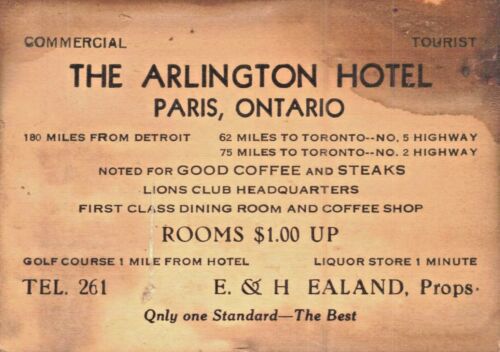 COMMERCIAL TOURIST
THE ARLINGTON HOTEL
PARIS, ONTARIO
180 MILES FROM DETROIT 62 MILES TO TORONTO--NO. 5 HIGHWAY
75 MILES TO TORONTO--NO. 2 HIGHWAY
NOTED FOR GOOD COFFEE AND STEAKS
LIONS CLUB HEADQUARTERS
FIRST CLASS DINING ROOM AND COFFEE SHOP
ROOMS $1.00 UP
GOLF COURSE 1 MILE FROM HOTEL LIQUOR STORE 1 MINUTE
TEL. 261 E. & H EALAND, Props.
Qnly one Standard—The Best